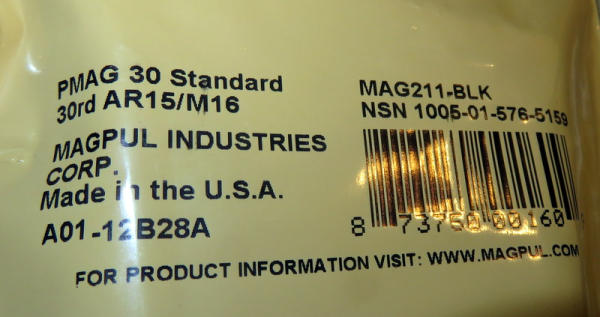 PMAG 30 Standard
30rd AR15/M16
MAGPUL INDUSTRIES
CORP.
Made in the U.S.A.
A01-12B28A
MAG211-BLK
NSN 1005-01-576-5159
8 73750 00160
FOR PRODUCT INFORMATION VISIT: WWW.MAGPUL.COM